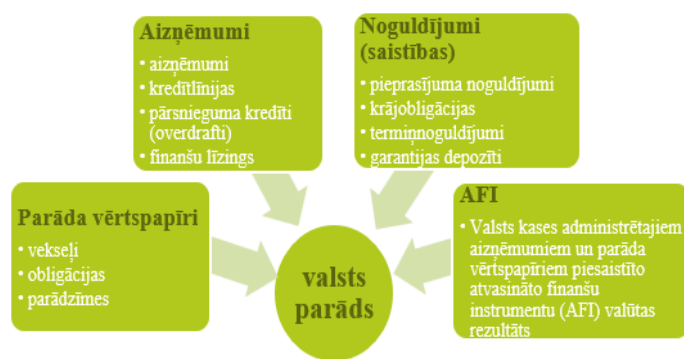 Aizņēmumi
• aizņēmumi
• kredītlīnijas
• pārsnieguma kredīti
(overdrafti)
• finanšu līzings
Noguldījumi
(saistības)
• pieprasījuma noguldījumi
• krājobligācijas
• termiņnoguldījumi
• garantijas depozīti
Parāda vērtspapīri
• vekseļi
• obligācijas
• parādzīmes
AFI
• Valsts kases administrētajiem
aizņēmumiem un parāda
vērtspapīriem piesaistīto
atvasināto finanšu
instrumentu (AFI) valūtas
rezultāts
valsts
parāds